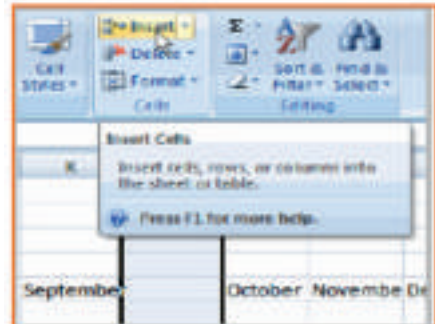 Insert
Delete
Format
Cells
Cell
Styles
Σ
Sort &
Filter
Find &
Select
Editing
Insert Cells
Insert cells, rows, or columns into
the sheet or table.
Press F1 for more help.
K
September
October Novembe De